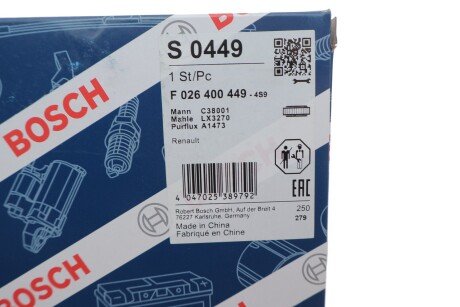 BOSCH
BOSCH
BOSCH
S 0449
1 St/Pc
F 026 400 449 - 4S9
Mann C38001
Mahle LX3270
Purflux A1473
Renault
4 047025 389792
EAC
Robert Bosch GmbH, Auf der Breit 4
76227 Karlsruhe, Germany
250
279
Made in China
Fabriqué en Chine